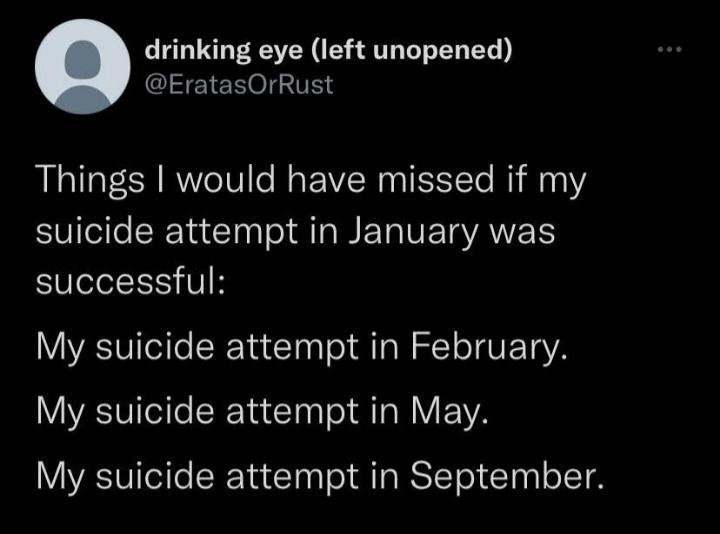 drinking eye (left unopened)
@EratasOrRust
Things I would have missed if my
suicide attempt in January was
successful:
My suicide attempt in February.
My suicide attempt in May.
My suicide attempt in September.